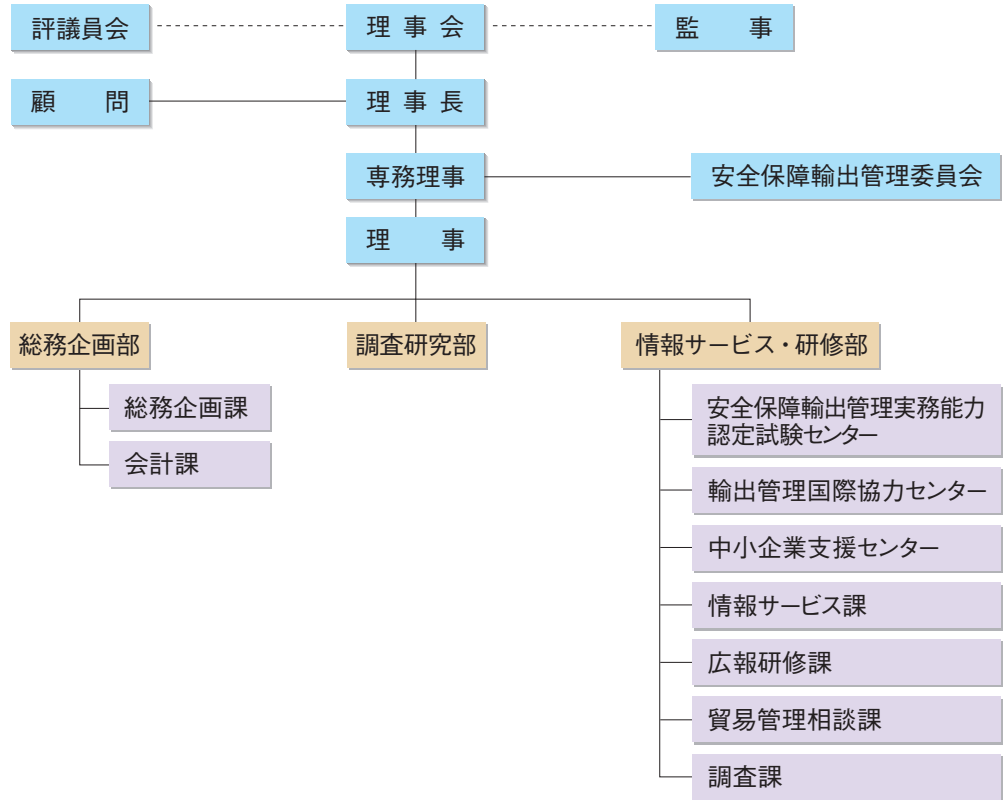 評議員会
理事会
監 事
顧 問
理事長
専務理事
安全保障輸出管理委員会
理 事
総務企画部
調査研究部
情報サービス・研修部
総務企画課
会計課
安全保障輸出管理実務能力
認定試験センター
輸出管理国際協力センター
中小企業支援センター
情報サービス課
広報研修課
貿易管理相談課
調査課